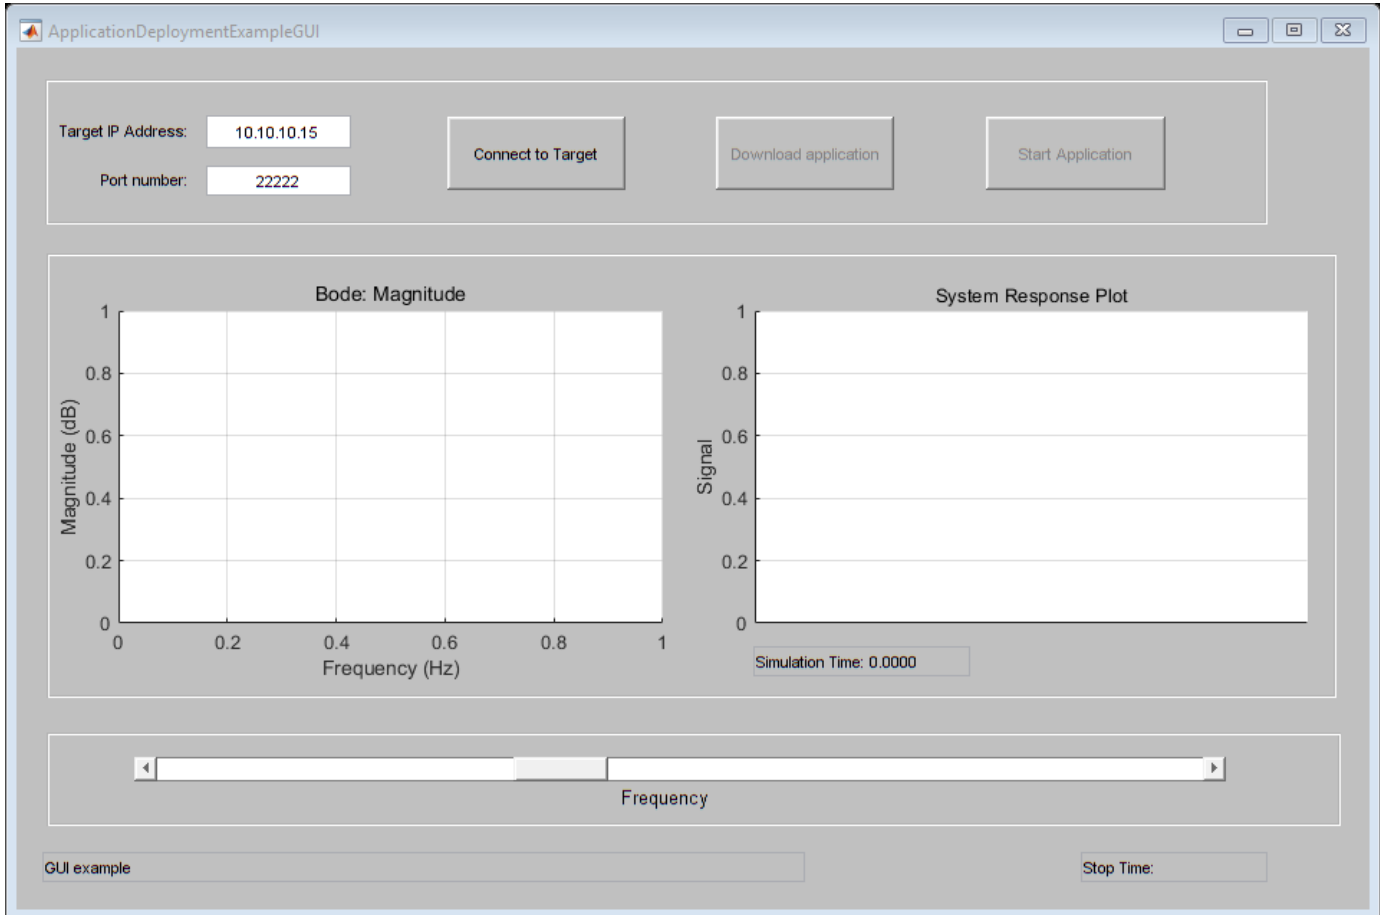 ApplicationDeploymentExampleGUI
Target IP Address: 10.10.10.15
Port number: 22222
Connect to Target
Download application
Start Application
Bode: Magnitude
1
0.8
0.6
0.4
0.2
0
Magnitude (dB)
0 0.2 0.4 0.6 0.8 1
Frequency (Hz)
System Response Plot
1
0.8
0.6
0.4
0.2
0
Signal
Simulation Time: 0.0000
Frequency
GUI example
Stop Time: